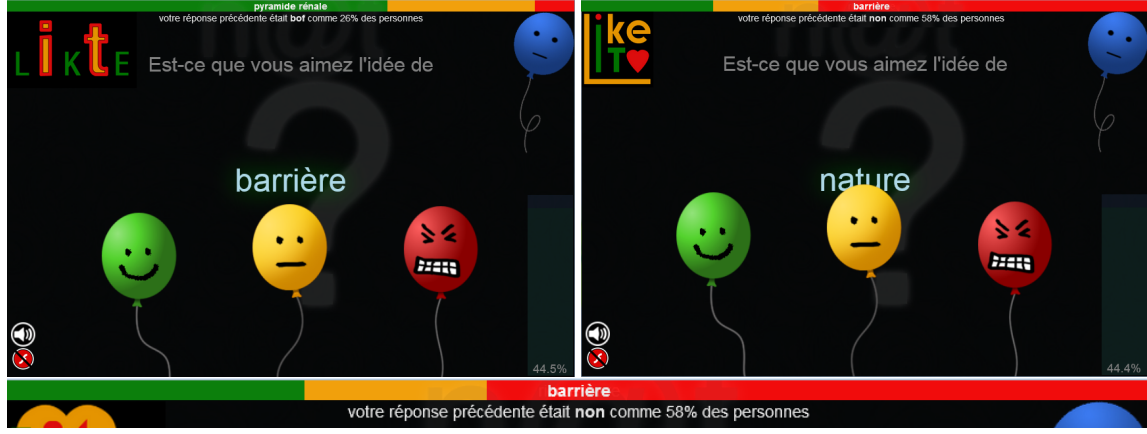 pyramide rénale
votre réponse précédente était bof comme 26% des personnes
LiKtE
Est-ce que vous aimez l'idée de
barrière
44.5%
barrière
votre réponse précédente était non comme 58% des personnes
Like
IT
Est-ce que vous aimez l'idée de
nature
44.4%
barrière
votre réponse précédente était non comme 58% des personnes